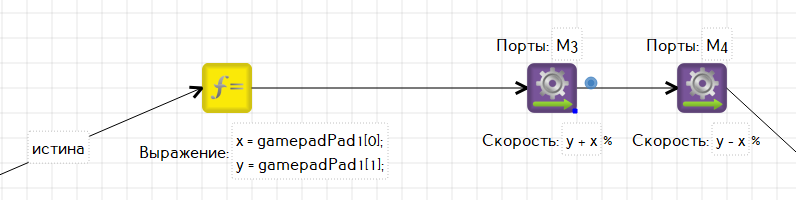 Порты: M3
Порты: M4
ƒ=
истина
Выражение:
x = gamepadPad1[0];
y = gamepadPad1[1];
Скорость: y + x %
Скорость: y - x %